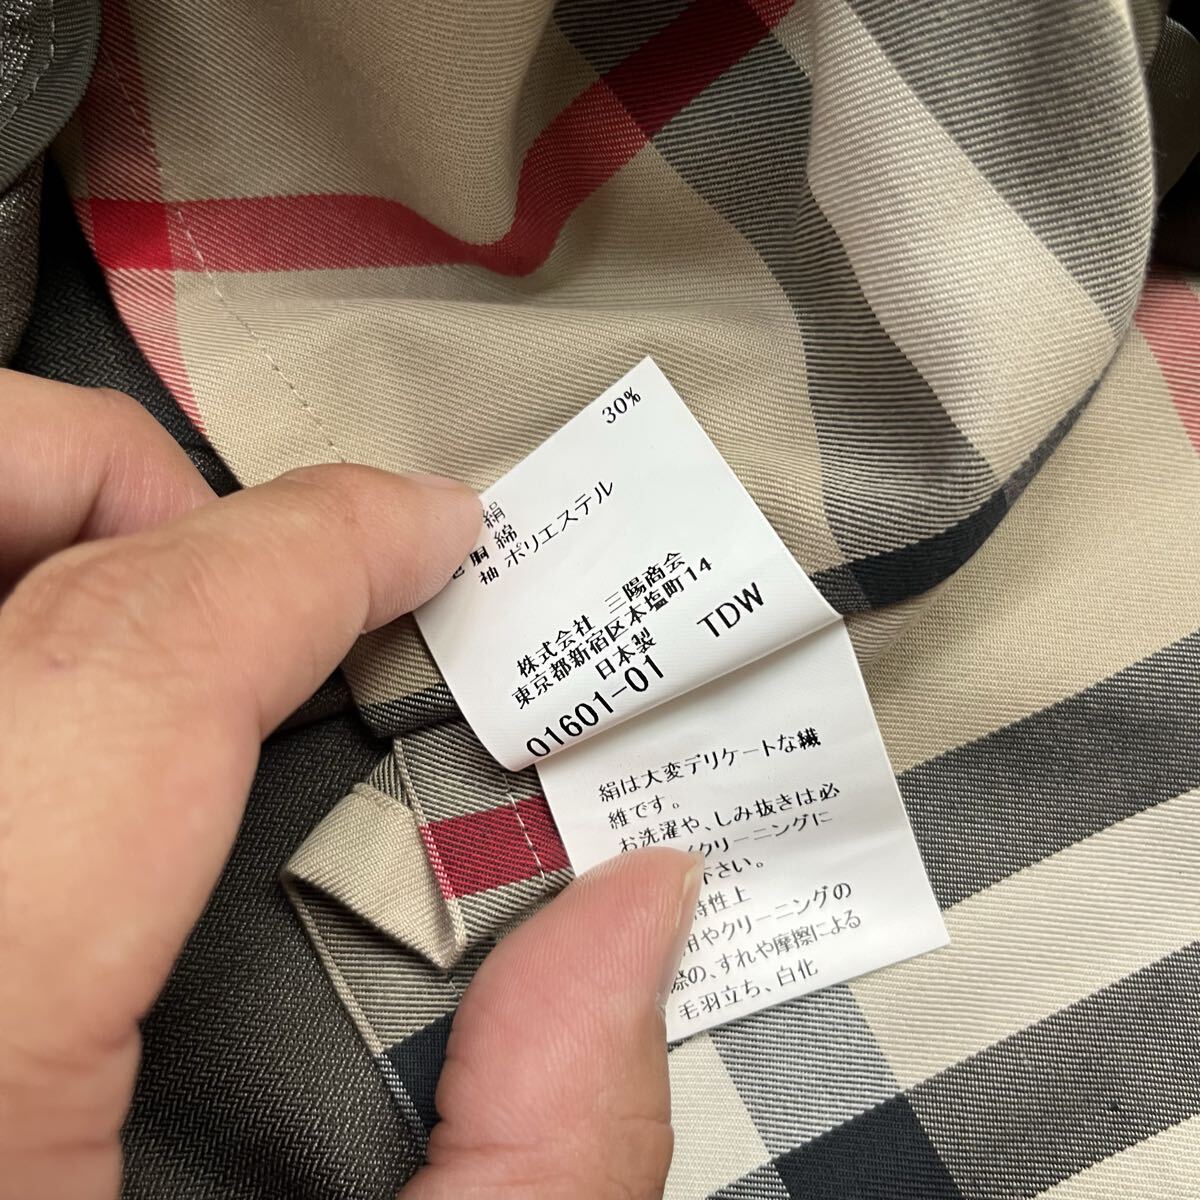 絹 30%
胴 綿
袖 ポリエステル
株式会社 三陽商会
東京都新宿区本塩町14
日本製 TDW
01601-01
絹は大変デリケートな繊
維です。
お洗濯や、しみ抜きは必
クリーニングに
下さい。
特性上
用やクリーニングの
際の、すれや摩擦による
毛羽立ち、白化